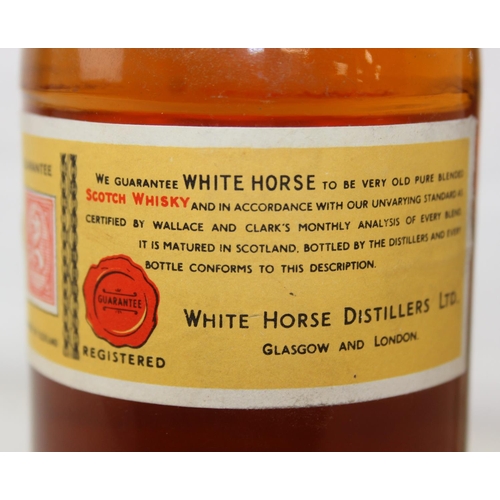 GUARANTEE
WE GUARANTEE WHITE HORSE TO BE VERY OLD PURE BLENDED
SCOTCH WHISKY AND IN ACCORDANCE WITH OUR UNVARYING STANDARD AS
CERTIFIED BY WALLACE AND CLARK'S MONTHLY ANALYSIS OF EVERY BLEND.
IT IS MATURED IN SCOTLAND, BOTTLED BY THE DISTILLERS AND EVERY
BOTTLE CONFORMS TO THIS DESCRIPTION.
GUARANTEE
REGISTERED
WHITE HORSE DISTILLERS LTD.
GLASGOW AND LONDON.